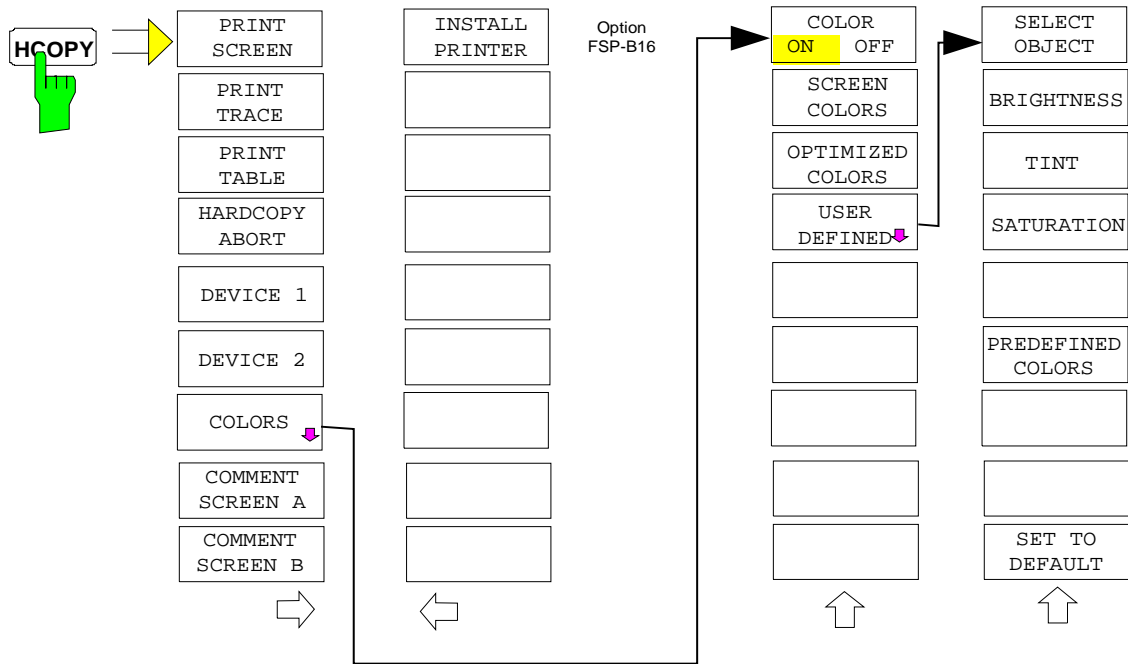 HCOPY
PRINT
SCREEN
PRINT
TRACE
PRINT
TABLE
HARDCOPY
ABORT
DEVICE 1
DEVICE 2
COLORS
COMMENT
SCREEN A
COMMENT
SCREEN B
INSTALL
PRINTER
Option
FSP-B16
COLOR
ON OFF
SCREEN
COLORS
OPTIMIZED
COLORS
USER
DEFINED
SELECT
OBJECT
BRIGHTNESS
TINT
SATURATION
PREDEFINED
COLORS
SET TO
DEFAULT